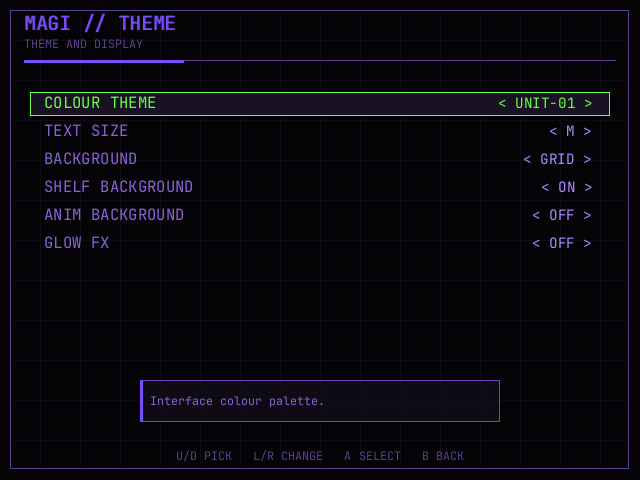 MAGI // THEME
THEME AND DISPLAY
COLOUR THEME < UNIT-01 >
TEXT SIZE < M >
BACKGROUND < GRID >
SHELF BACKGROUND < ON >
ANIM BACKGROUND < OFF >
GLOW FX < OFF >
Interface colour palette.
U/D PICK L/R CHANGE A SELECT B BACK